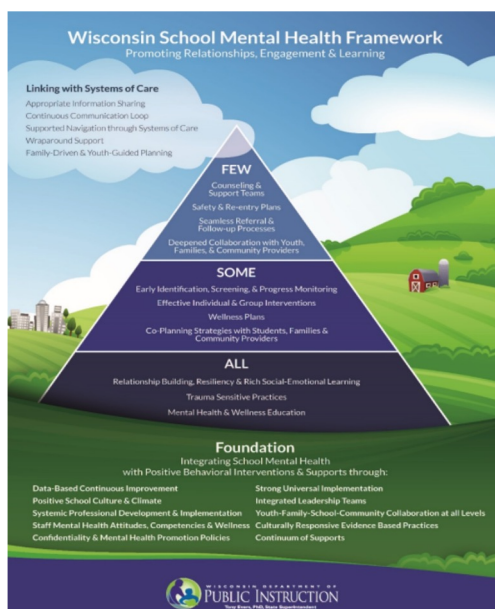 Wisconsin School Mental Health Framework
Promoting Relationships, Engagement & Learning
Linking with Systems of Care
Appropriate Information Sharing
Continuous Communication Loop
Supported Navigation through Systems of Care
Wraparound Support
Family-Driven & Youth-Guided Planning
FEW
Counseling &
Support Teams
Safety & Re-entry Plans
Seamless Referral &
Follow-up Processes
Deepened Collaboration with Youth,
Families, & Community Providers
SOME
Early Identification, Screening, & Progress Monitoring
Effective Individual & Group Interventions
Wellness Plans
Co-Planning Strategies with Students, Families &
Community Providers
ALL
Relationship Building, Resiliency & Rich Social-Emotional Learning
Trauma Sensitive Practices
Mental Health & Wellness Education
Foundation
Integrating School Mental Health
with Positive Behavioral Interventions & Supports through:
Data-Based Continuous Improvement
Positive School Culture & Climate
Systemic Professional Development & Implementation
Staff Mental Health Attitudes, Competencies & Wellness
Confidentiality & Mental Health Promotion Policies
Strong Universal Implementation
Integrated Leadership Teams
Youth-Family-School-Community Collaboration at all Levels
Culturally Responsive Evidence Based Practices
Continuum of Supports
WISCONSIN DEPARTMENT OF
PUBLIC INSTRUCTION
Tony Evers, PhD, State Superintendent